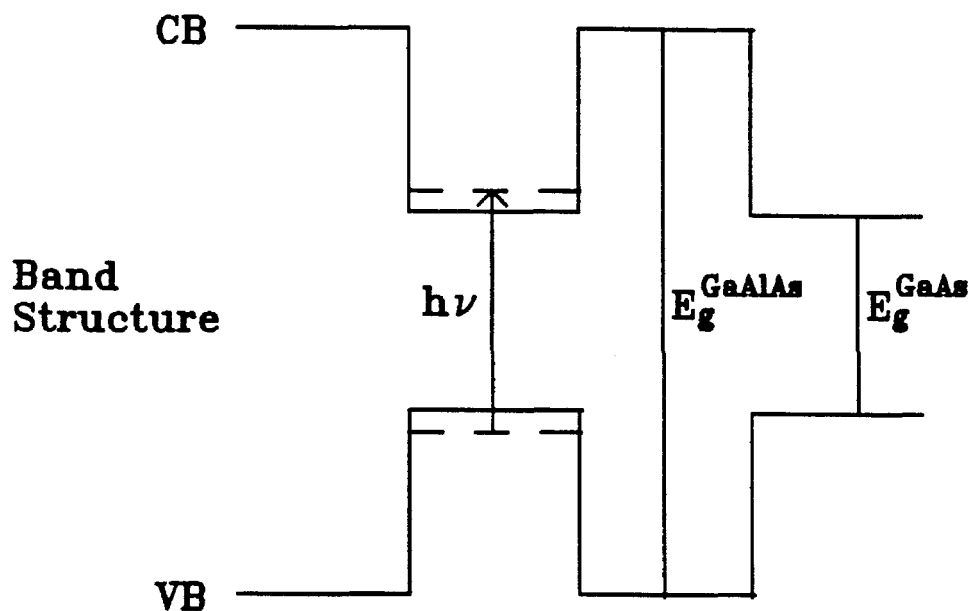 CB
Band
Structure
hν
E_g^GaAlAs
E_g^GaAs
VB